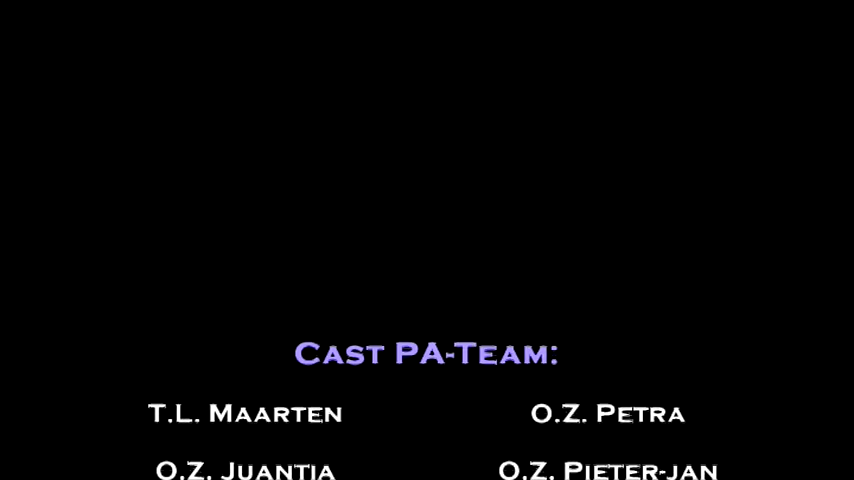 Cast PA-Team:
T.L. Maarten O.Z. Petra
O.Z. Juantia O.Z. Pieter-jan